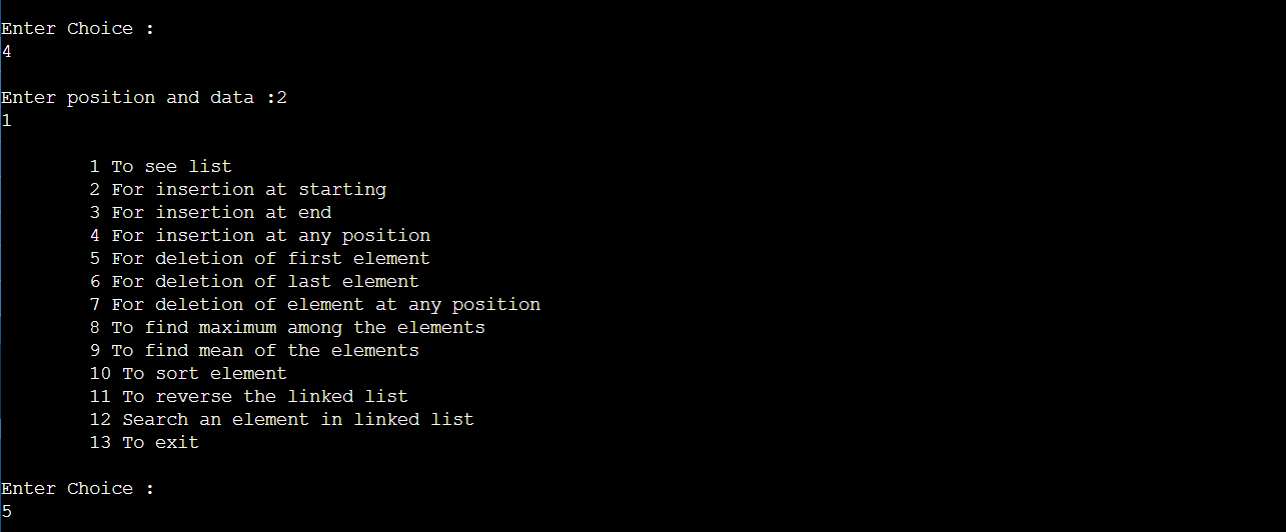 Enter Choice :
4
Enter position and data :2
1
1 To see list
2 For insertion at starting
3 For insertion at end
4 For insertion at any position
5 For deletion of first element
6 For deletion of last element
7 For deletion of element at any position
8 To find maximum among the elements
9 To find mean of the elements
10 To sort element
11 To reverse the linked list
12 Search an element in linked list
13 To exit
Enter Choice :
5